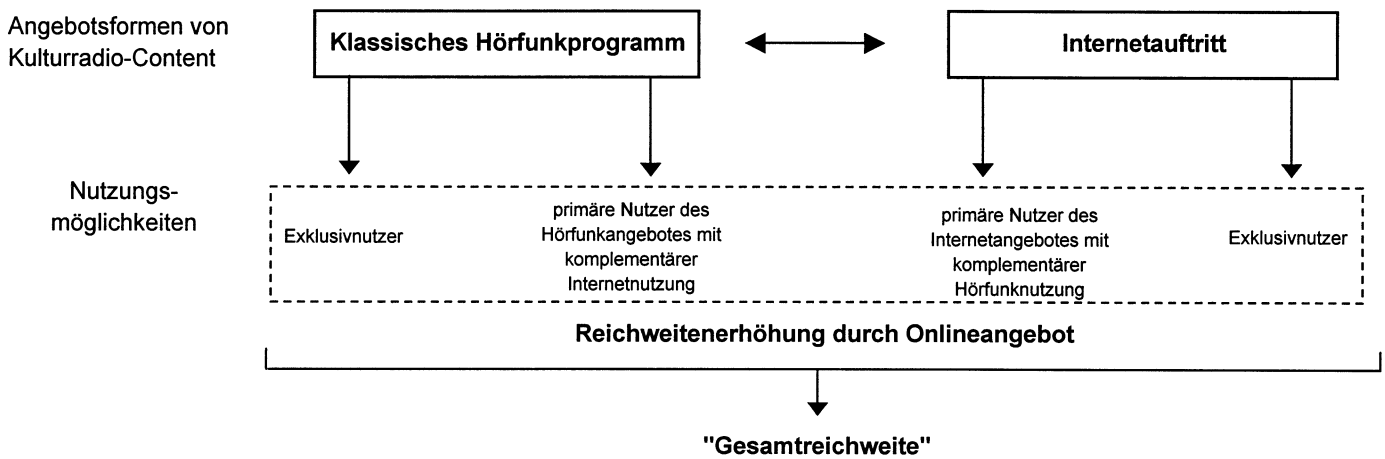 Angebotsformen von
Kulturradio-Content
Klassisches Hörfunkprogramm
Internetauftritt
Nutzungs-
möglichkeiten
Exklusivnutzer
primäre Nutzer des
Hörfunkangebotes mit
komplementärer
Internetnutzung
primäre Nutzer des
Internetangebotes mit
komplementärer
Hörfunknutzung
Exklusivnutzer
Reichweitenerhöhung durch Onlineangebot
"Gesamtreichweite"